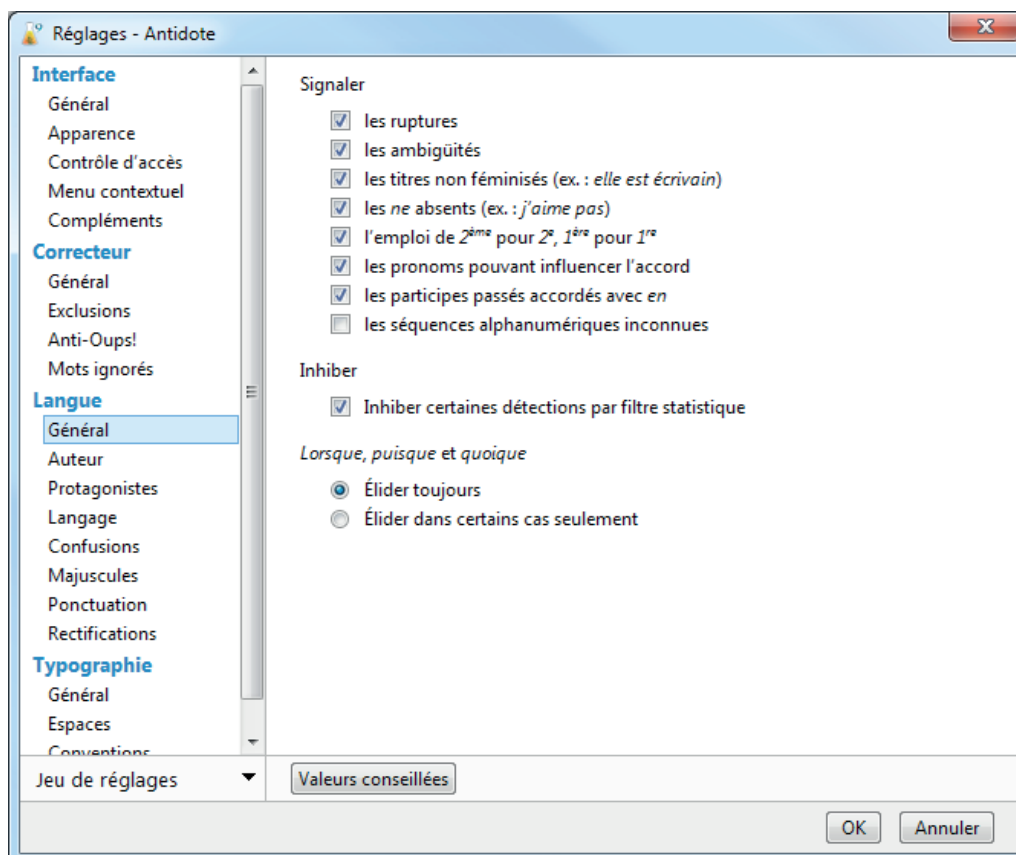 Réglages - Antidote
Interface
Général
Apparence
Contrôle d'accès
Menu contextuel
Compléments
Correcteur
Général
Exclusions
Anti-Oups!
Mots ignorés
Langue
Général
Auteur
Protagonistes
Langage
Confusions
Majuscules
Ponctuation
Rectifications
Typographie
Général
Espaces
Conventions
Jeu de réglages
Signaler
les ruptures
les ambigüités
les titres non féminisés (ex. : elle est écrivain)
les ne absents (ex. : j'aime pas)
l'emploi de 2ème pour 2e, 1ère pour 1re
les pronoms pouvant influencer l'accord
les participes passés accordés avec en
les séquences alphanumériques inconnues
Inhiber
Inhiber certaines détections par filtre statistique
Lorsque, puisque et quoique
Élider toujours
Élider dans certains cas seulement
Valeurs conseillées
OK
Annuler